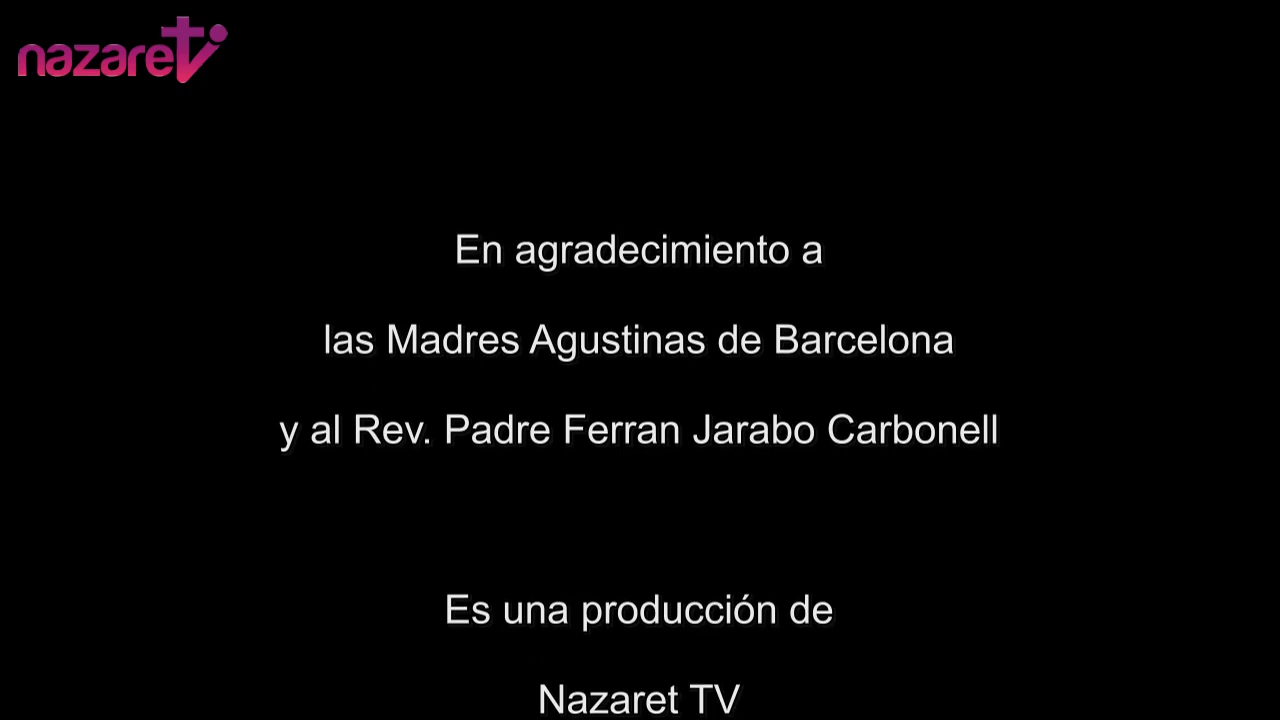 nazaretv
En agradecimiento a
las Madres Agustinas de Barcelona
y al Rev. Padre Ferran Jarabo Carbonell
Es una producción de
Nazaret TV